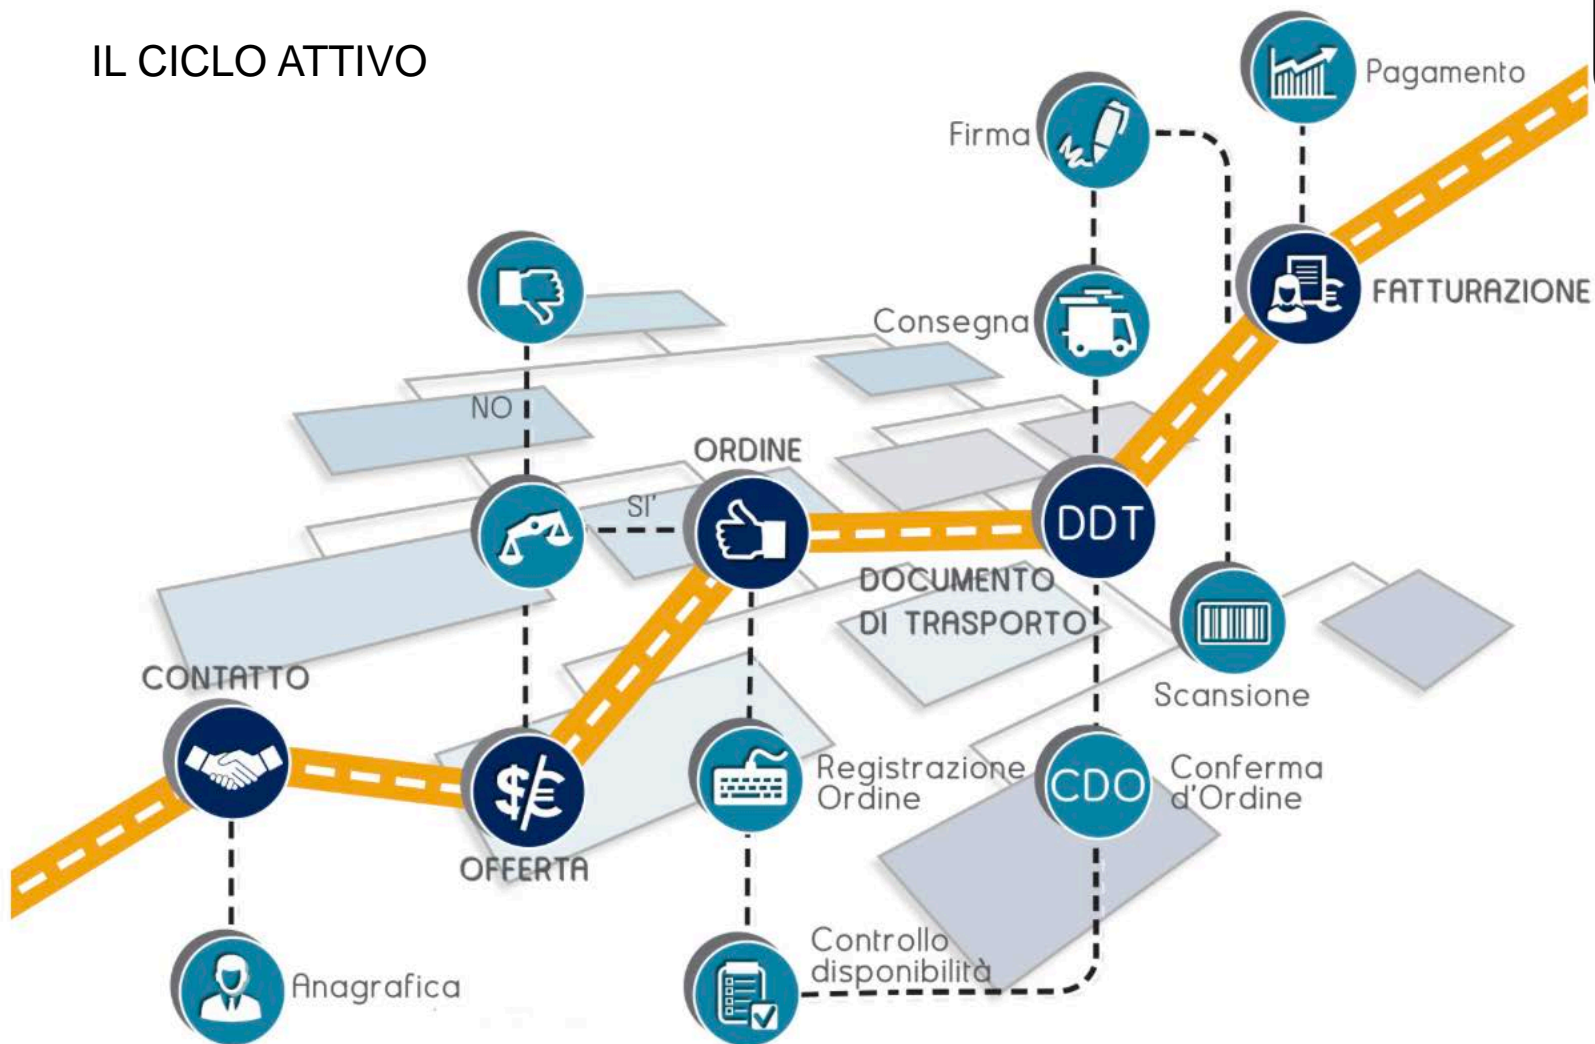 IL CICLO ATTIVO
Pagamento
Firma
FATTURAZIONE
Consegna
NO
ORDINE
SI'
DDT
DOCUMENTO
DI TRASPORTO
CONTATTO
Scansione
$/€
OFFERTA
Registrazione
Ordine
CDO
Conferma
d'Ordine
Anagrafica
Controllo
disponibilità